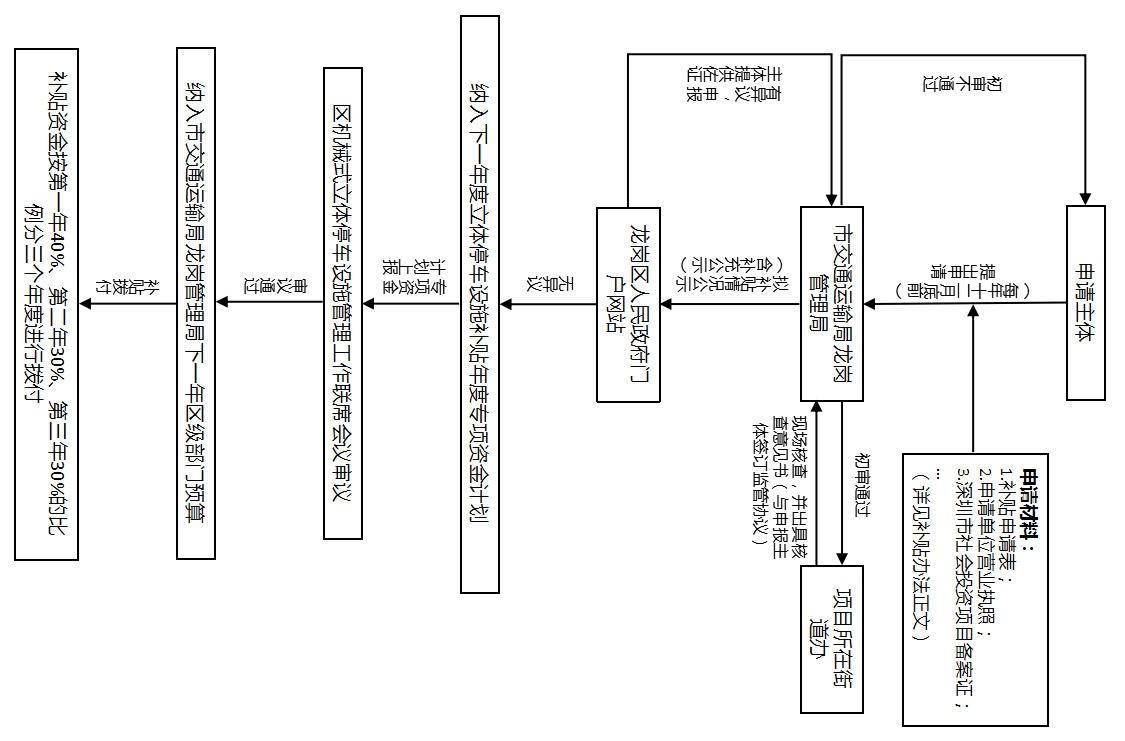 申请主体
提出申请
（每年十一月底前）
申请材料：
1.补贴申请表；
2.申请单位营业执照；
3.深圳市社会投资项目备案证；
...
（详见补贴办法正文）
初审不通过
市交通运输局龙岗
管理局
初审通过
现场核查，并出具核
查意见书（与申报主
体签订监管协议）
项目所在街
道办
拟补贴情况公示
（含补充公示）
有异议，申报
主体提供佐证
龙岗区人民政府门
户网站
无异议
纳入下一年度立体停车设施补贴年度专项资金计划
专项资金
计划上报
区机械式立体停车设施管理工作联席会议审议
审议通过
纳入市交通运输局龙岗管理局下一年区级部门预算
补贴拨付
补贴资金按第一年40%、第二年30%、第三年30%的比
例分三个年度进行拨付